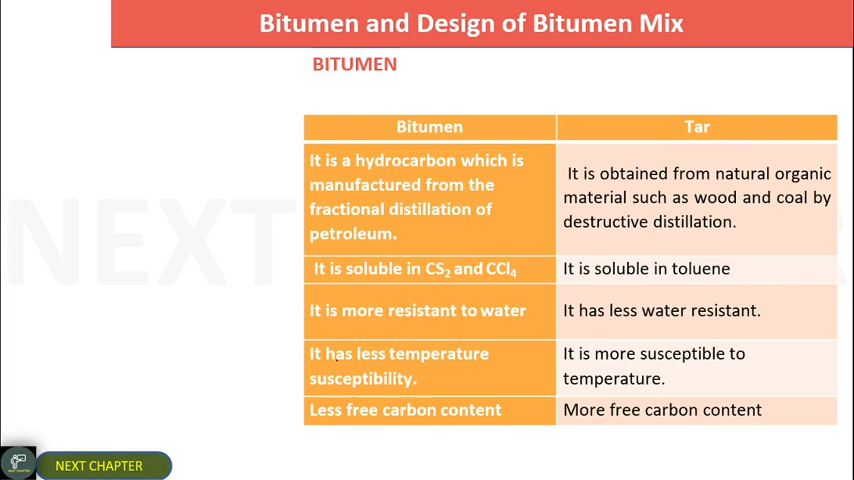 Bitumen and Design of Bitumen Mix
BITUMEN
Bitumen
Tar
It is a hydrocarbon which is
manufactured from the
fractional distillation of
petroleum.
It is obtained from natural organic
material such as wood and coal by
destructive distillation.
It is soluble in CS₂ and CCl₄
It is soluble in toluene
It is more resistant to water
It has less water resistant.
It has less temperature
susceptibility.
It is more susceptible to
temperature.
Less free carbon content
More free carbon content
NEXT
NEXT CHAPTER
NEXT CHAPTER